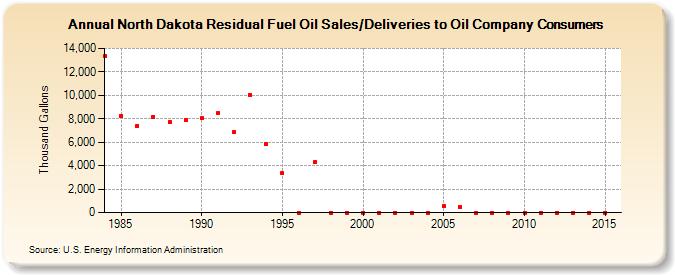 Annual North Dakota Residual Fuel Oil Sales/Deliveries to Oil Company Consumers
Thousand Gallons
14,000
12,000
10,000
8,000
6,000
4,000
2,000
0
1985 1990 1995 2000 2005 2010 2015
Source: U.S. Energy Information Administration